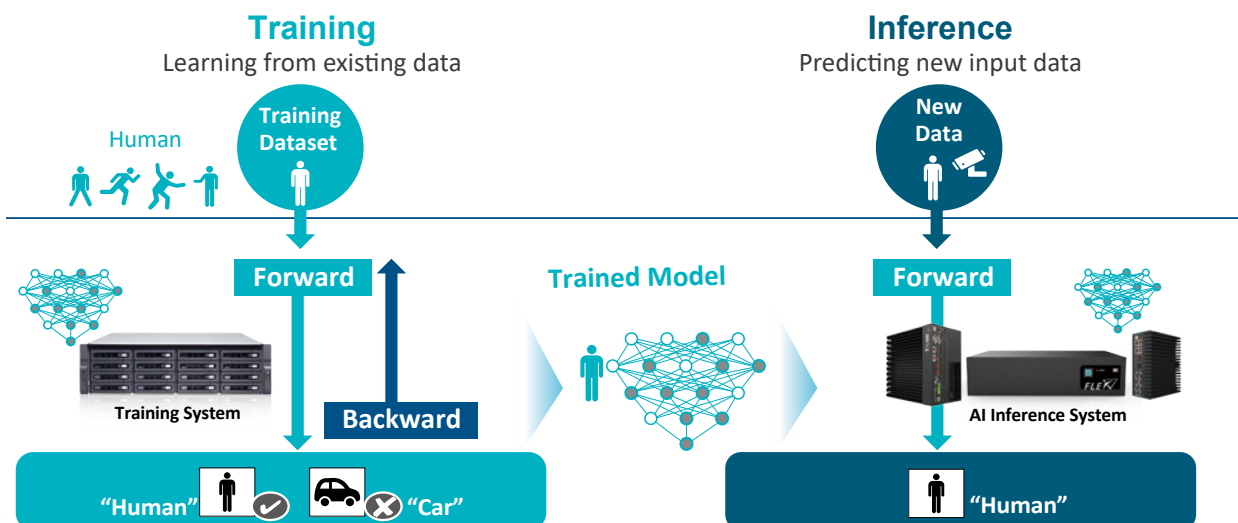 Training
Learning from existing data
Human
Training
Dataset
Forward
Backward
Training System
“Human”
“Car”
Trained Model
Inference
Predicting new input data
New
Data
Forward
FLEX
AI Inference System
“Human”